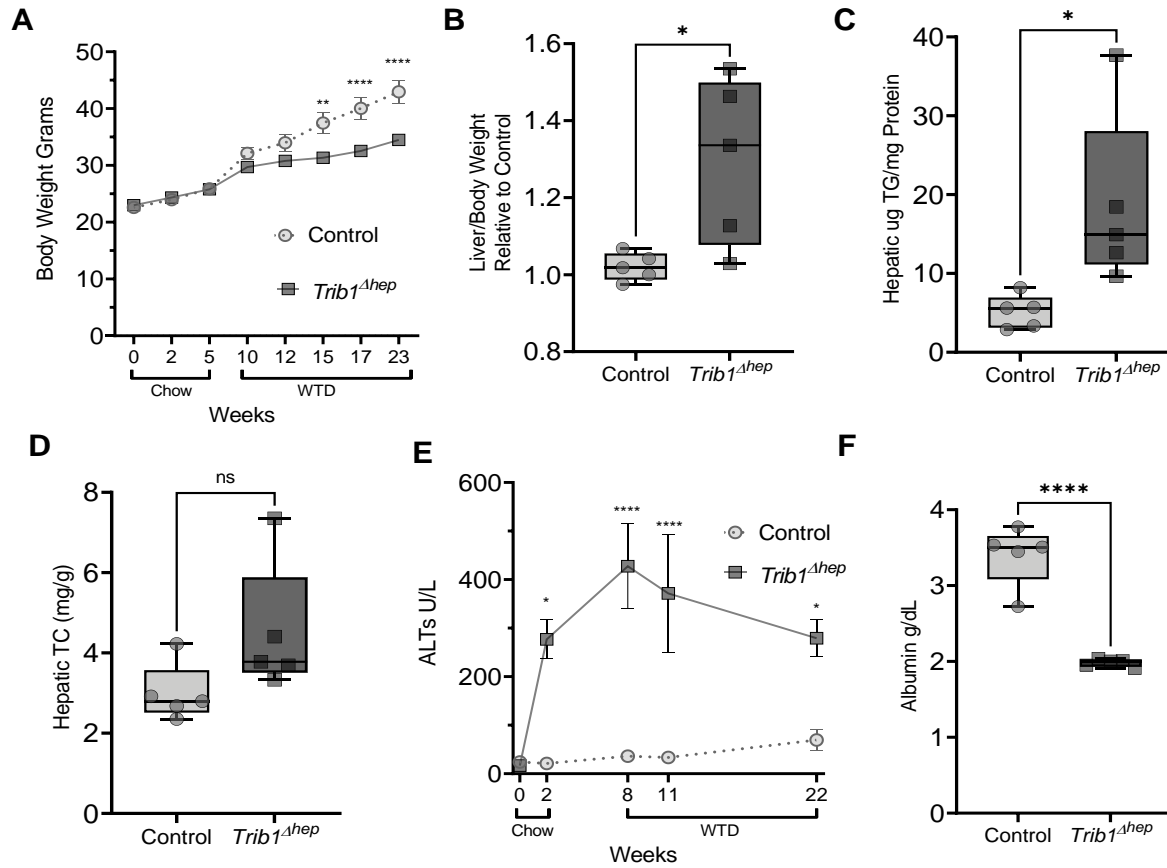 A
Body Weight Grams
50
40
30
20
10
0
**
****
****
Control
Trib1Δhep
0 2 5 10 12 15 17 23
Chow WTD
Weeks
B
Liver/Body Weight
Relative to Control
1.6
1.4
1.2
1.0
0.8
*
Control Trib1Δhep
C
Hepatic ug TG/mg Protein
40
30
20
10
0
*
Control Trib1Δhep
D
Hepatic TC (mg/g)
8
6
4
2
0
ns
Control Trib1Δhep
E
ALTs U/L
600
400
200
0
*
****
****
*
Control
Trib1Δhep
0 2 8 11 22
Chow WTD
Weeks
F
Albumin g/dL
4
3
2
1
0
****
Control Trib1Δhep